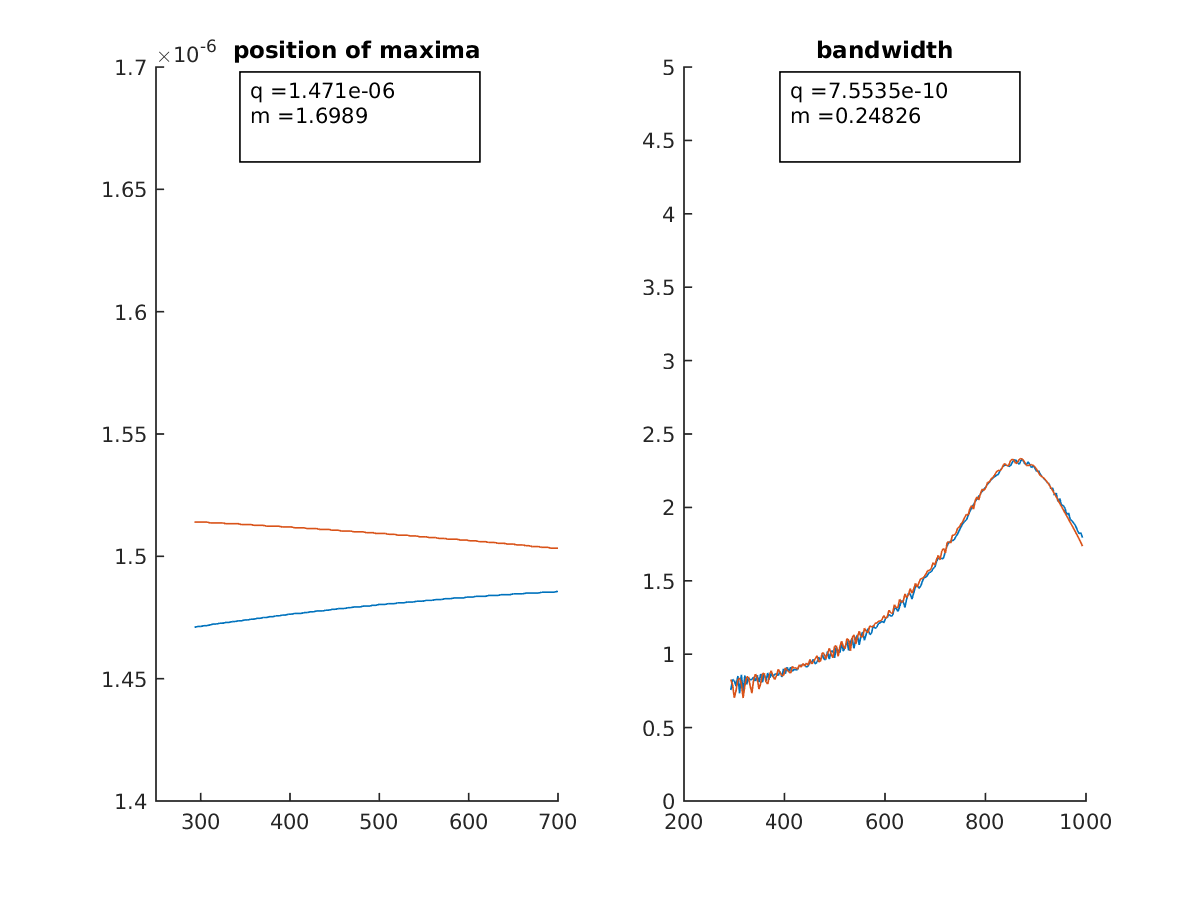 ×10-6
position of maxima
q =1.471e-06
m =1.6989
1.7
1.65
1.6
1.55
1.5
1.45
1.4
300 400 500 600 700
bandwidth
q =7.5535e-10
m =0.24826
5
4.5
4
3.5
3
2.5
2
1.5
1
0.5
0
200 400 600 800 1000